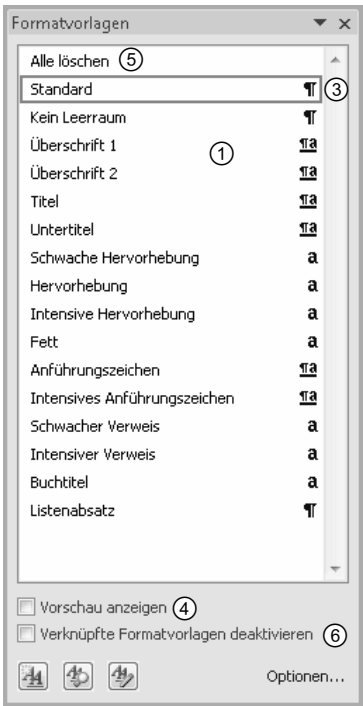 Formatvorlagen
Alle löschen ⑤
Standard ¶ ③
Kein Leerraum ¶
Überschrift 1 ¶a ①
Überschrift 2 ¶a
Titel ¶a
Untertitel ¶a
Schwache Hervorhebung a
Hervorhebung a
Intensive Hervorhebung a
Fett a
Anführungszeichen ¶a
Intensives Anführungszeichen ¶a
Schwacher Verweis a
Intensiver Verweis a
Buchtitel a
Listenabsatz ¶
Vorschau anzeigen ④
Verknüpfte Formatvorlagen deaktivieren ⑥
Optionen...